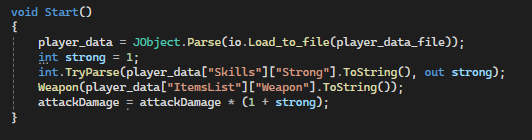 void Start()
{
player_data = JObject.Parse(io.Load_to_file(player_data_file));
int strong = 1;
int.TryParse(player_data["Skills"]["Strong"].ToString(), out strong);
Weapon(player_data["ItemsList"]["Weapon"].ToString());
attackDamage = attackDamage * (1 + strong);
}